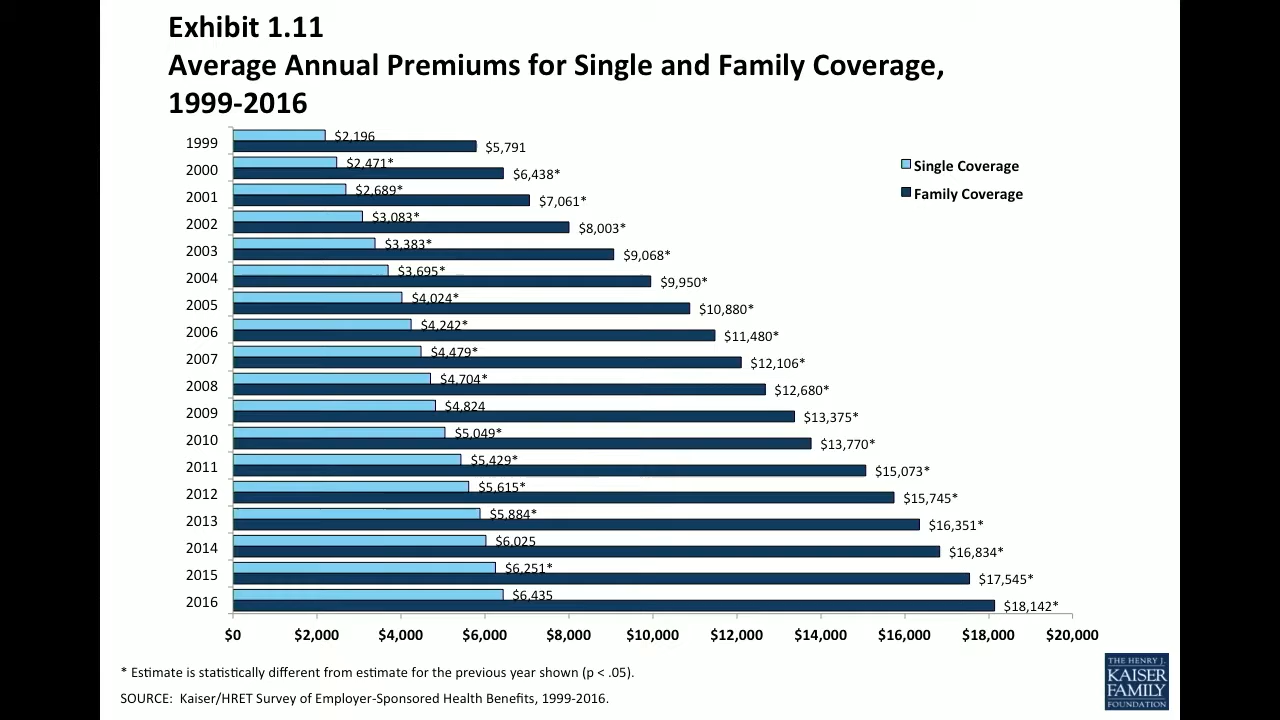 Exhibit 1.11
Average Annual Premiums for Single and Family Coverage,
1999-2016
1999 $2,196 $5,791
2000 $2,471* $6,438*
2001 $2,689* $7,061*
2002 $3,083* $8,003*
2003 $3,383* $9,068*
2004 $3,695* $9,950*
2005 $4,024* $10,880*
2006 $4,242* $11,480*
2007 $4,479* $12,106*
2008 $4,704* $12,680*
2009 $4,824 $13,375*
2010 $5,049* $13,770*
2011 $5,429* $15,073*
2012 $5,615* $15,745*
2013 $5,884* $16,351*
2014 $6,025 $16,834*
2015 $6,251* $17,545*
2016 $6,435 $18,142*
Single Coverage
Family Coverage
$0 $2,000 $4,000 $6,000 $8,000 $10,000 $12,000 $14,000 $16,000 $18,000 $20,000
* Estimate is statistically different from estimate for the previous year shown (p < .05).
SOURCE: Kaiser/HRET Survey of Employer-Sponsored Health Benefits, 1999-2016.
THE HENRY J.
KAISER
FAMILY
FOUNDATION